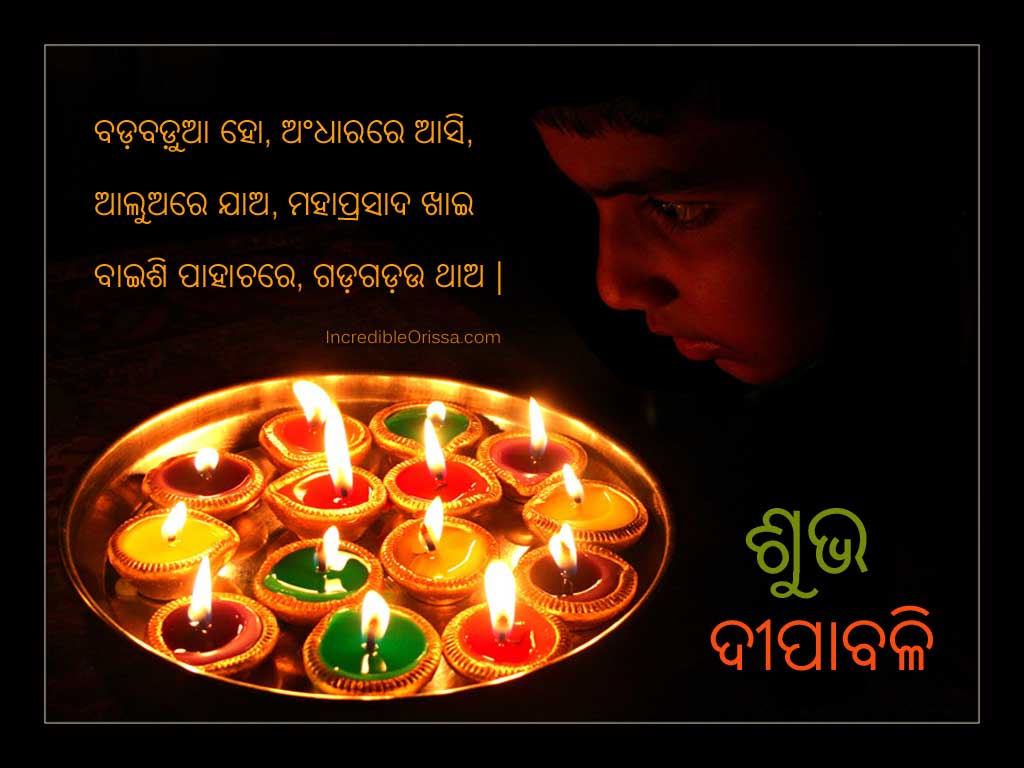 ବଡ଼ବଡ଼ୁଆ ହୋ, ଅଂଧାରରେ ଆସି,
ଆଲୁଅରେ ଯାଅ, ମହାପ୍ରସାଦ ଖାଇ
ବାଇଶି ପାହାଚରେ, ଗଡ଼ଗଡ଼ଉ ଥାଅ |
IncredibleOrissa.com
ଶୁଭ
ଦୀପାବଳି